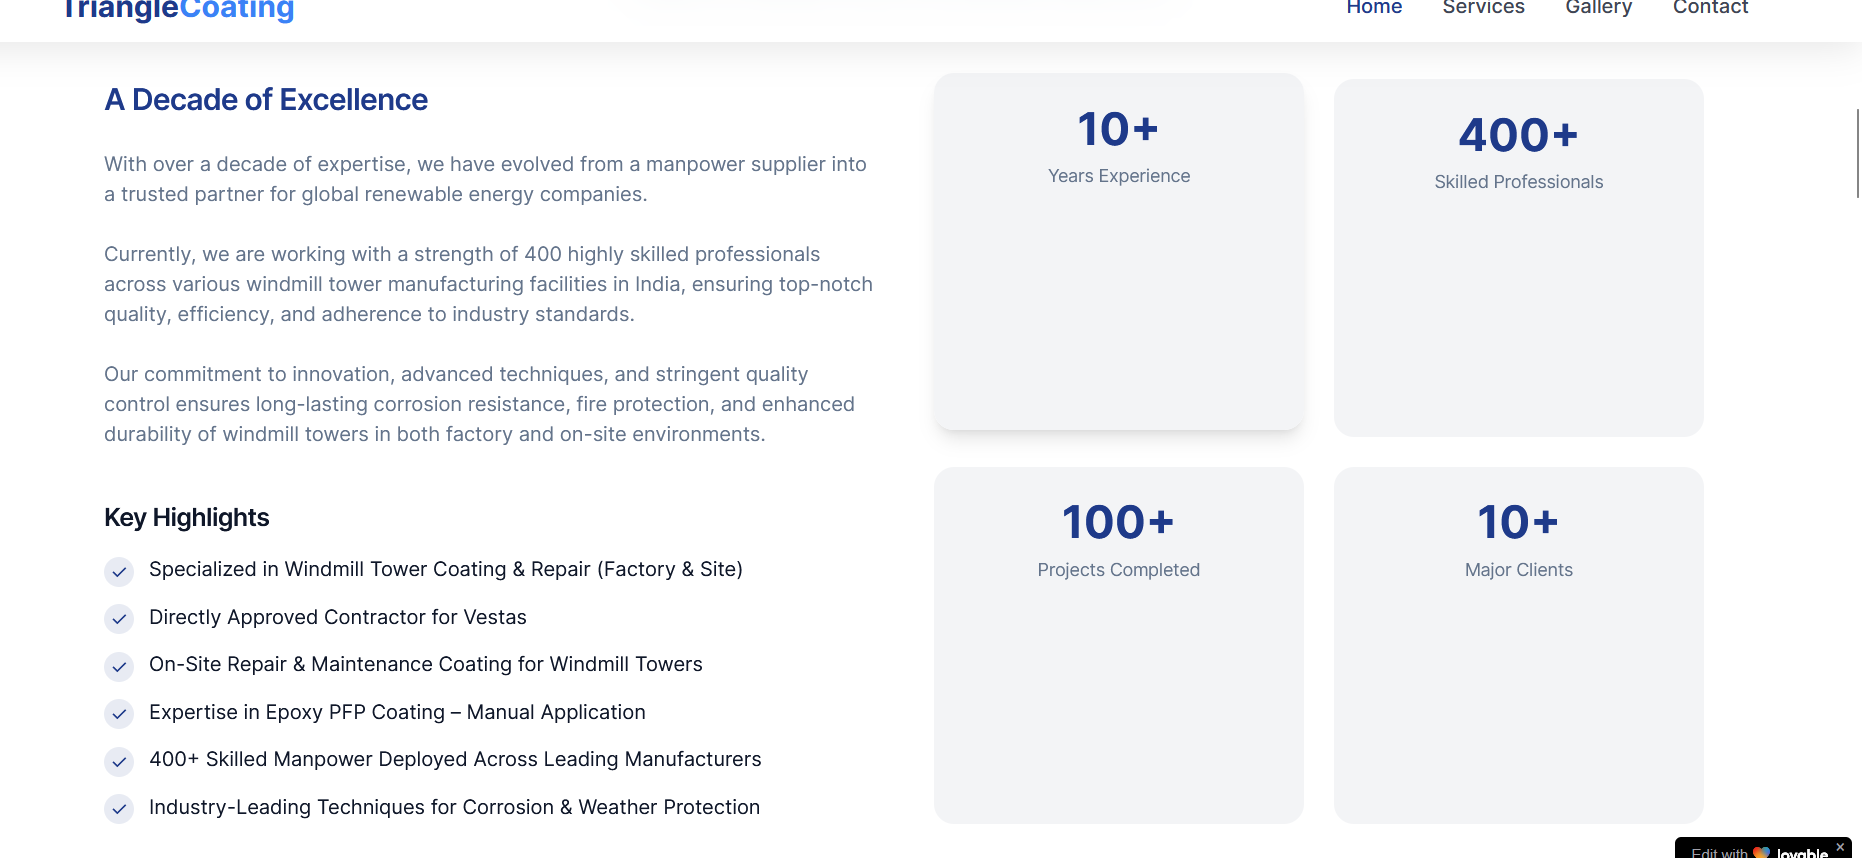 TriangleCoating
Home
Services
Gallery
Contact
A Decade of Excellence
With over a decade of expertise, we have evolved from a manpower supplier into
a trusted partner for global renewable energy companies.
Currently, we are working with a strength of 400 highly skilled professionals
across various windmill tower manufacturing facilities in India, ensuring top-notch
quality, efficiency, and adherence to industry standards.
Our commitment to innovation, advanced techniques, and stringent quality
control ensures long-lasting corrosion resistance, fire protection, and enhanced
durability of windmill towers in both factory and on-site environments.
Key Highlights
Specialized in Windmill Tower Coating & Repair (Factory & Site)
Directly Approved Contractor for Vestas
On-Site Repair & Maintenance Coating for Windmill Towers
Expertise in Epoxy PFP Coating – Manual Application
400+ Skilled Manpower Deployed Across Leading Manufacturers
Industry-Leading Techniques for Corrosion & Weather Protection
10+
Years Experience
400+
Skilled Professionals
100+
Projects Completed
10+
Major Clients
Edit with lovable